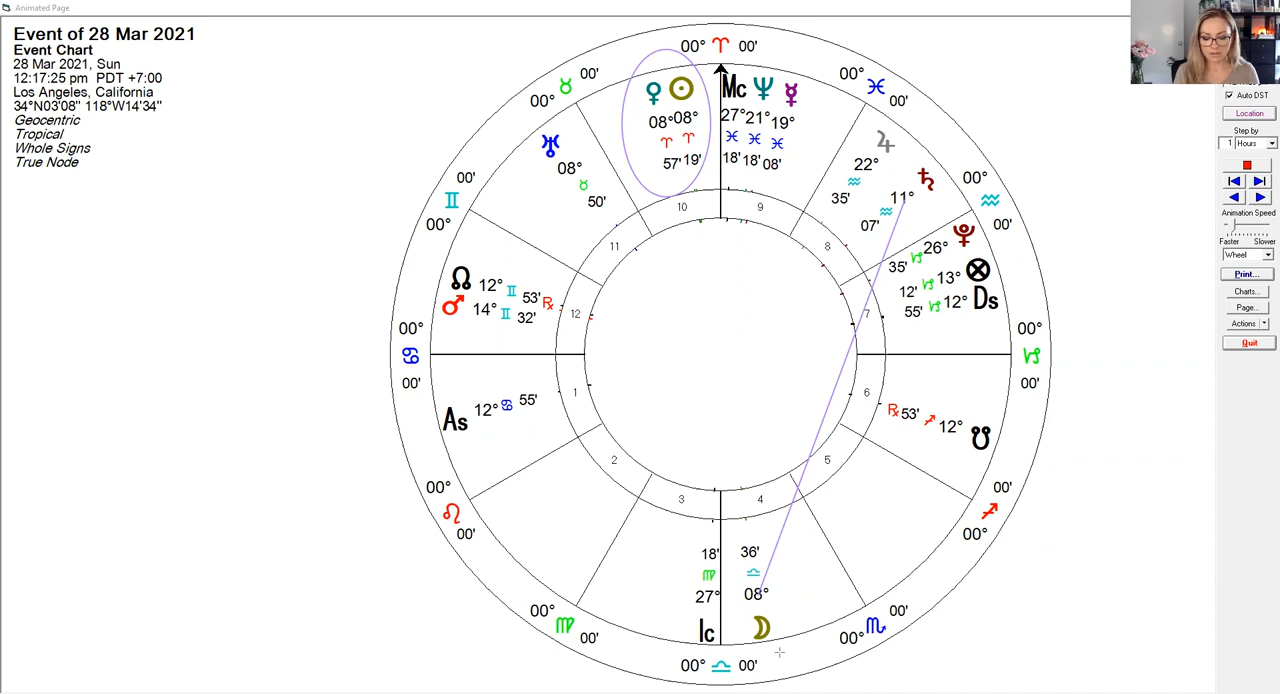 Animated Page
Event of 28 Mar 2021
Event Chart
28 Mar 2021, Sun
12:17:25 pm PDT +7:00
Los Angeles, California
34°N03'08" 118°W14'34"
Geocentric
Tropical
Whole Signs
True Node
00° ♈ 00'
00° ♓ 00'
00° ♒ 00'
00° ♑ 00'
00° ♐ 00'
00° ♏ 00'
00° ♎ 00'
00° ♍ 00'
00° ♌ 00'
00° ♋ 00'
00° ♊ 00'
00° ♉ 00'
♀ 08° ♈ 57'
☉ 08° ♈ 19'
Mc 27° ♓ 18'
♆ 21° ♓ 18'
☿ 19° ♓ 08'
♃ 22° ♒ 35'
♄ 11° ♒ 07'
♇ 26° ♑ 35'
⊗ 13° ♑ 12'
Ds 12° ♑ 55'
☋ 12° ♐ 53' ℞
☽ 08° ♎ 36'
Ic 27° ♍ 18'
As 12° ♋ 55'
♂ 14° ♊ 32'
☊ 12° ♊ 53' ℞
♅ 08° ♉ 50'
1
2
3
4
5
6
7
8
9
10
11
12
Auto DST
Location
Step by
1 Hours
Animation Speed
Faster Slower
Wheel
Print...
Charts...
Page...
Actions
Quit